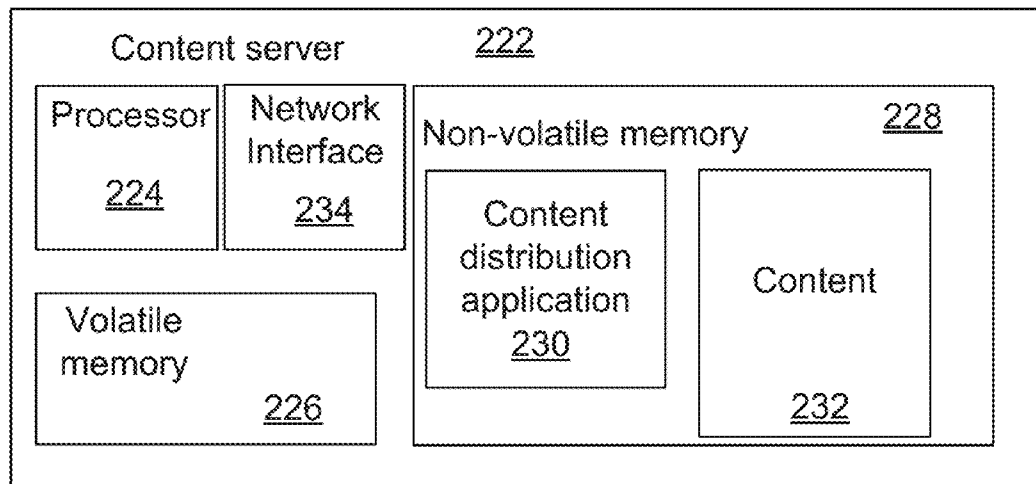 Content server 222
Processor
224
Network
Interface
234
Non-volatile memory 228
Content
distribution
application
230
Content
232
Volatile
memory
226